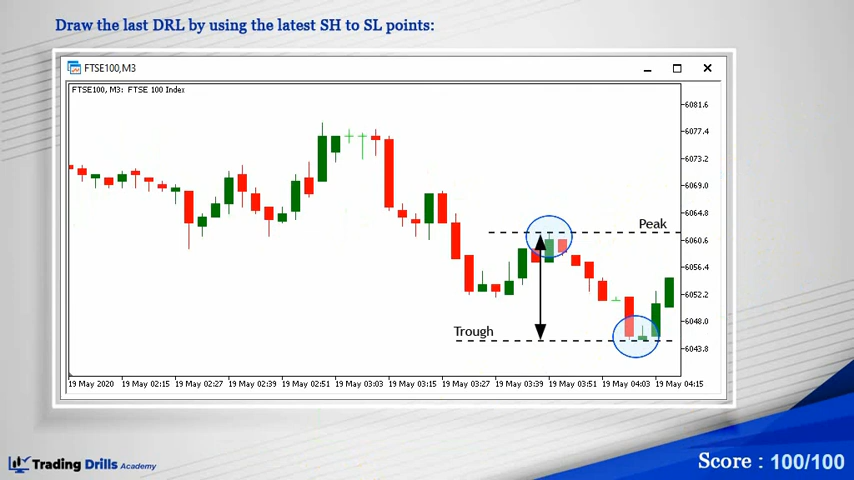 Draw the last DRL by using the latest SH to SL points:
FTSE100,M3
FTSE100, M3: FTSE 100 Index
6081.6
6077.4
6073.2
6069.0
6064.8
Peak
6060.6
6056.4
6052.2
6048.0
Trough
6043.8
19 May 2020 19 May 02:15 19 May 02:27 19 May 02:39 19 May 02:51 19 May 03:03 19 May 03:15 19 May 03:27 19 May 03:39 19 May 03:51 19 May 04:03 19 May 04:15
Trading Drills Academy
Score : 100/100